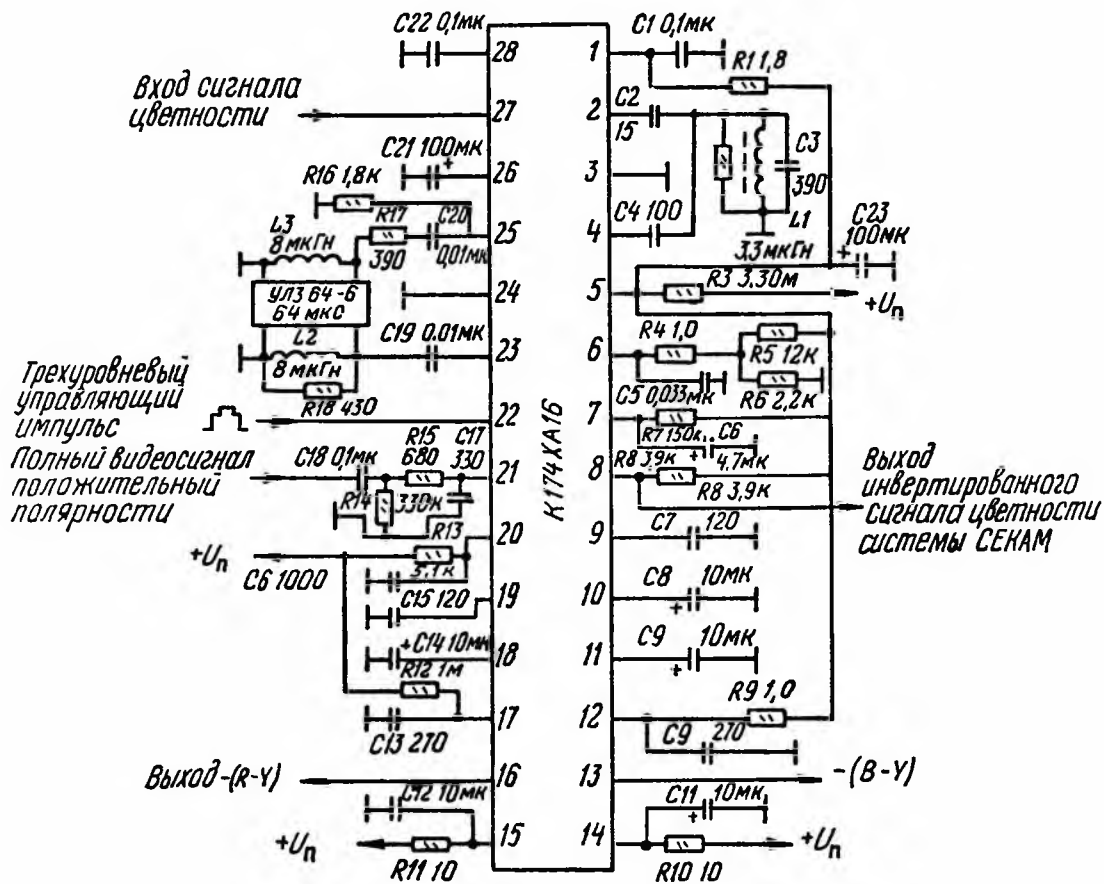 C22 0,1мк
28
Вход сигнала
цветности
27
C21 100мк
+
26
R16 1,8к
R17
C20
25
L3
8 мкГн
390
0,01мк
УЛЗ 64-6
64 мкс
24
L2
8 мкГн
C19 0.01мк
23
R18 430
Трехуровневый
управляющий
импульс
22
Полный видеосигнал
положительный
полярности
C18 0,1мк
R15
680
C17
330
21
R14
330к
R13
20
+Uп
5,1к
C6 1000
19
C15 120
+C14 10мк
18
R12 1м
17
C13 270
Выход-(R-Y)
16
C12 10мк
+Uп
15
R11 10
К174ХА16
1
C1 0,1мк
R1 1,8
2
C2
15
C3
390
3
C4 100
4
L1
3,3мкГн
C23
+
100мк
5
R3 3.30м
+Uп
6
R4 1,0
R5 12к
R6 2,2к
C5 0,033мк
7
R7 150к
C6
+
4,7мк
8
R8 3,9к
R8 3,9к
Выход
инвертированного
сигнала цветности
системы СЕКАМ
9
C7
120
10
C8
10мк
+
11
C9
10мк
+
12
R9 1,0
C9
270
13
-(B-Y)
14
C11
10мк
+
R10 10
+Uп